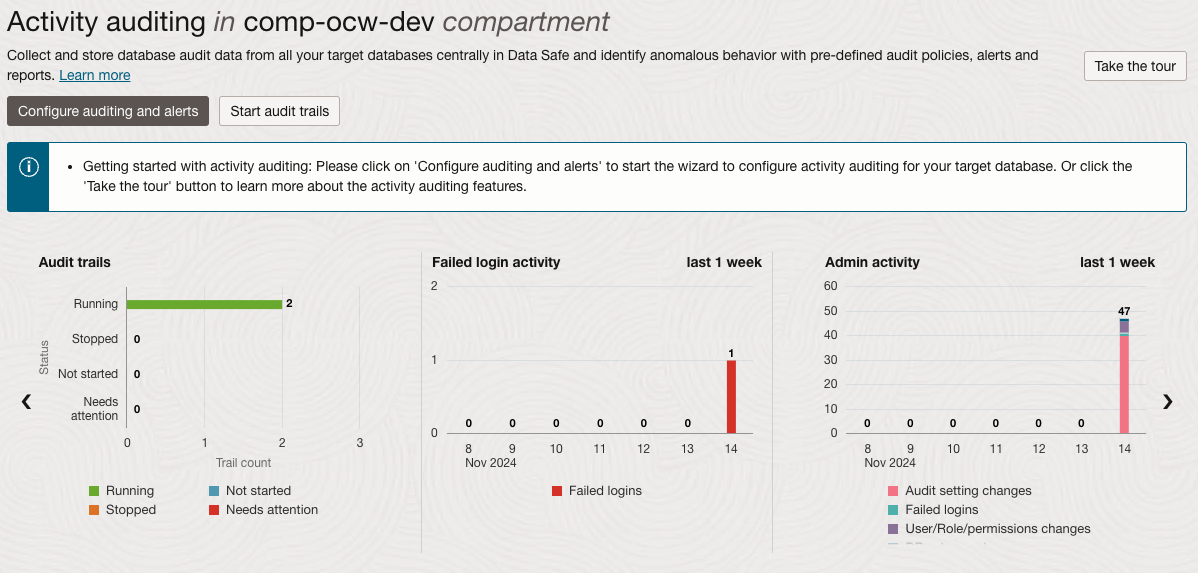 Activity auditing in comp-ocw-dev compartment
Collect and store database audit data from all your target databases centrally in Data Safe and identify anomalous behavior with pre-defined audit policies, alerts and
reports. Learn more
Take the tour
Configure auditing and alerts
Start audit trails
• Getting started with activity auditing: Please click on 'Configure auditing and alerts' to start the wizard to configure activity auditing for your target database. Or click the
'Take the tour' button to learn more about the activity auditing features.
Audit trails
Status
Running 2
Stopped 0
Not started 0
Needs
attention 0
0 1 2 3
Trail count
Running
Not started
Stopped
Needs attention
Failed login activity last 1 week
2
1
0
0 0 0 0 0 0 1
8 9 10 11 12 13 14
Nov 2024
Failed logins
Admin activity last 1 week
60
50
40
30
20
10
0
0 0 0 0 0 0 47
8 9 10 11 12 13 14
Nov 2024
Audit setting changes
Failed logins
User/Role/permissions changes